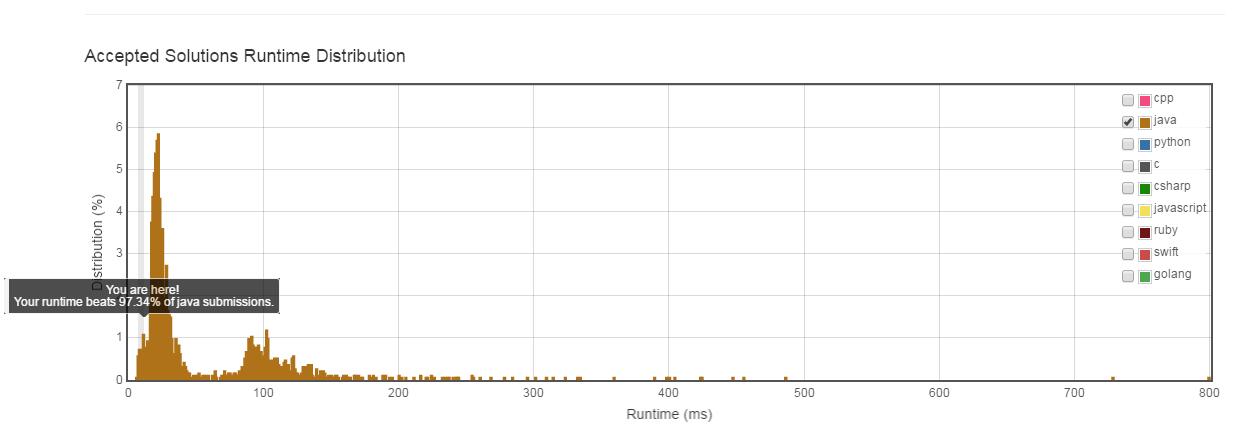 Accepted Solutions Runtime Distribution
7
6
5
4
3
1
0
Distribution (%)
You are here!
Your runtime beats 97.34% of java submissions.
cpp
java
python
c
csharp
javascript
ruby
swift
golang
0 100 200 300 400 500 600 700 800
Runtime (ms)